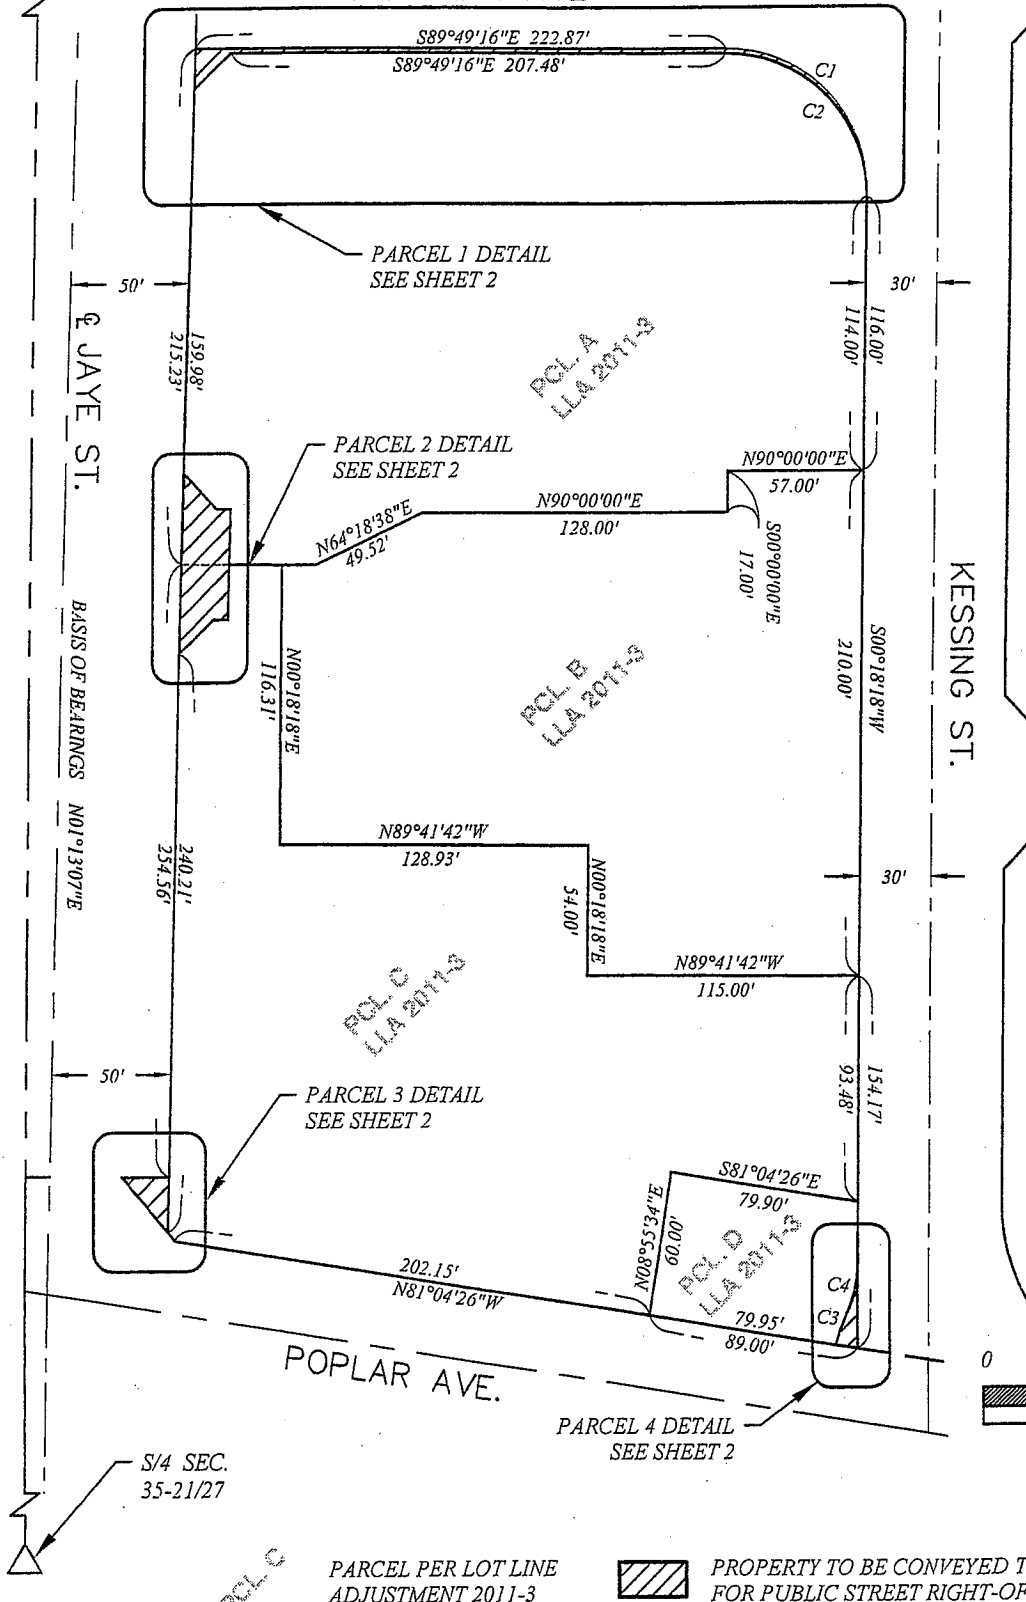 S89°49'16"E 222.87'
S89°49'16"E 207.48'
C1
C2
PARCEL 1 DETAIL
SEE SHEET 2
50'
30'
℄ JAYE ST.
159.98'
215.23'
116.00'
114.00'
PCL. A
LLA 2011-3
PARCEL 2 DETAIL
SEE SHEET 2
N90°00'00"E
57.00'
N64°18'38"E
49.52'
N90°00'00"E
128.00'
S00°00'00"E
17.00'
KESSING ST.
BASIS OF BEARINGS N01°13'07"E
N00°18'18"E
116.31'
PCL. B
LLA 2011-3
S00°18'18"W
210.00'
N89°41'42"W
128.93'
240.21'
254.56'
N00°18'18"E
54.00'
30'
N89°41'42"W
115.00'
PCL. C
LLA 2011-3
50'
PARCEL 3 DETAIL
SEE SHEET 2
154.17'
93.48'
S81°04'26"E
79.90'
N08°55'34"E
60.00'
PCL. D
LLA 2011-3
C4
C3
202.15'
N81°04'26"W
79.95'
89.00'
POPLAR AVE.
0
PARCEL 4 DETAIL
SEE SHEET 2
S/4 SEC.
35-21/27
PCL. C
PARCEL PER LOT LINE
ADJUSTMENT 2011-3
PROPERTY TO BE CONVEYED T
FOR PUBLIC STREET RIGHT-OF